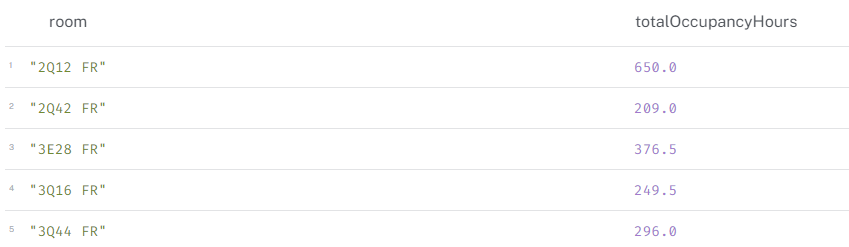 room totalOccupancyHours
1 "2Q12 FR" 650.0
2 "2Q42 FR" 209.0
3 "3E28 FR" 376.5
4 "3Q16 FR" 249.5
5 "3Q44 FR" 296.0